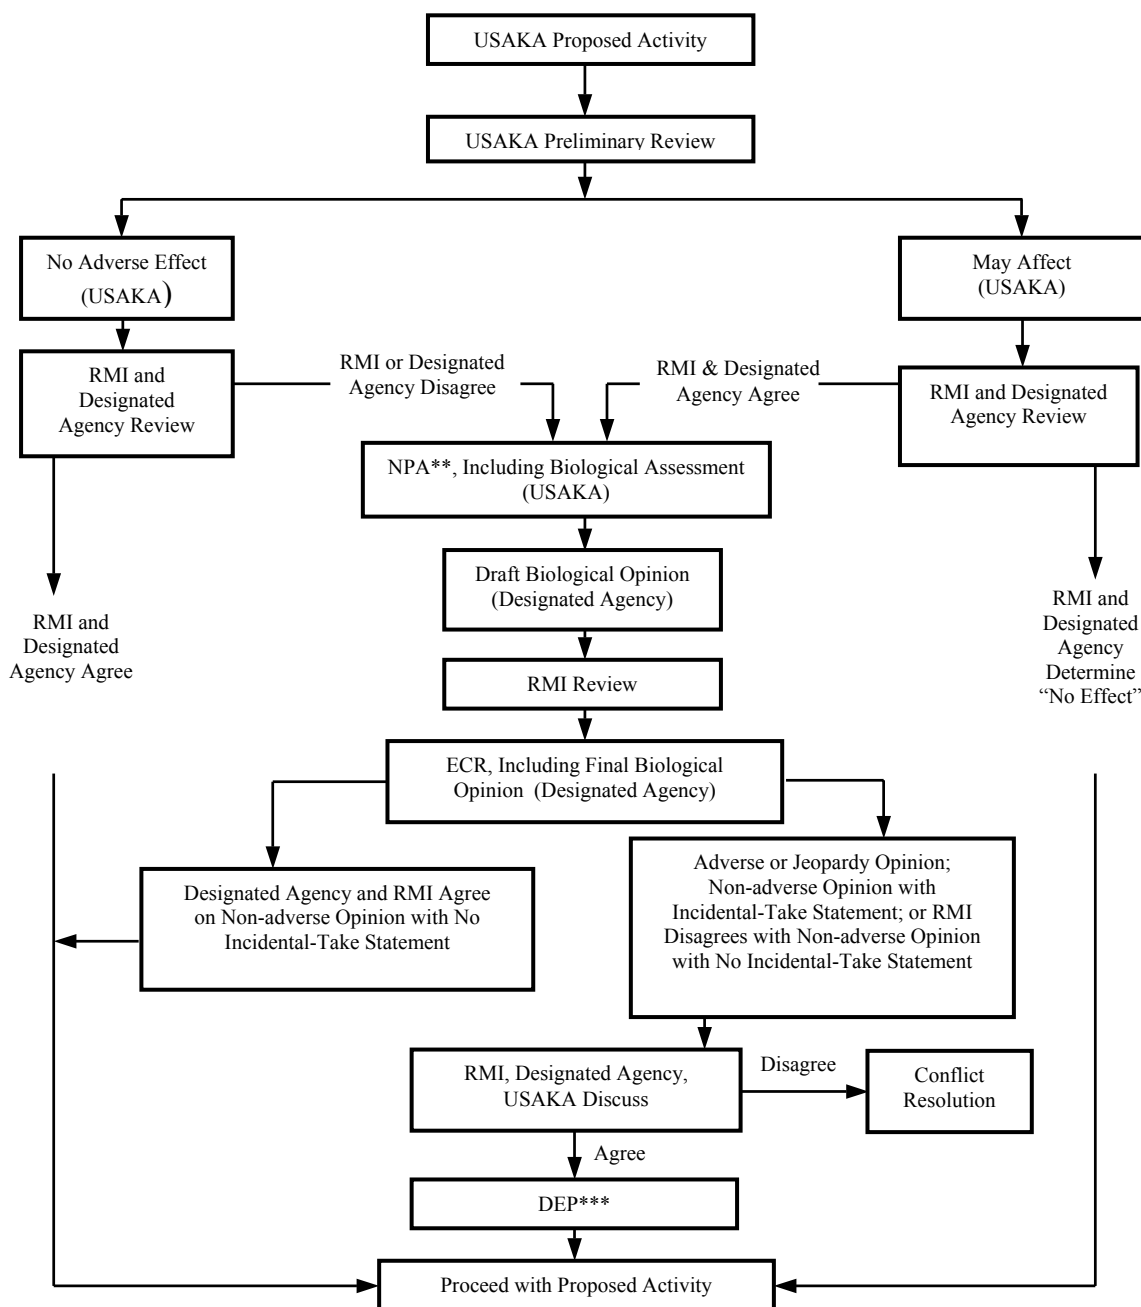 USAKA Proposed Activity
USAKA Preliminary Review
No Adverse Effect
(USAKA)
May Affect
(USAKA)
RMI and
Designated
Agency Review
RMI or Designated
Agency Disagree
RMI & Designated
Agency Agree
RMI and Designated
Agency Review
NPA**, Including Biological Assessment
(USAKA)
Draft Biological Opinion
(Designated Agency)
RMI and
Designated
Agency Agree
RMI and
Designated
Agency
Determine
“No Effect”
RMI Review
ECR, Including Final Biological
Opinion (Designated Agency)
Designated Agency and RMI Agree
on Non-adverse Opinion with No
Incidental-Take Statement
Adverse or Jeopardy Opinion;
Non-adverse Opinion with
Incidental-Take Statement; or RMI
Disagrees with Non-adverse Opinion
with No Incidental-Take Statement
RMI, Designated Agency,
USAKA Discuss
Disagree
Conflict
Resolution
Agree
DEP***
Proceed with Proposed Activity